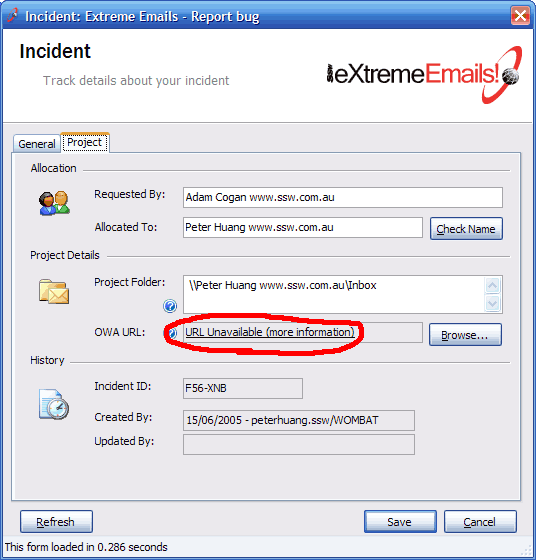 Incident: Extreme Emails - Report bug
Incident
Track details about your incident
SSW eXtremeEmails!
General
Project
Allocation
Requested By:
Adam Cogan www.ssw.com.au
Allocated To:
Peter Huang www.ssw.com.au
Check Name
Project Details
Project Folder:
\\Peter Huang www.ssw.com.au\Inbox
OWA URL:
URL Unavailable (more information)
Browse...
History
Incident ID:
F56-XNB
Created By:
15/06/2005 - peterhuang.ssw/WOMBAT
Updated By:
Refresh
Save
Cancel
This form loaded in 0.286 seconds